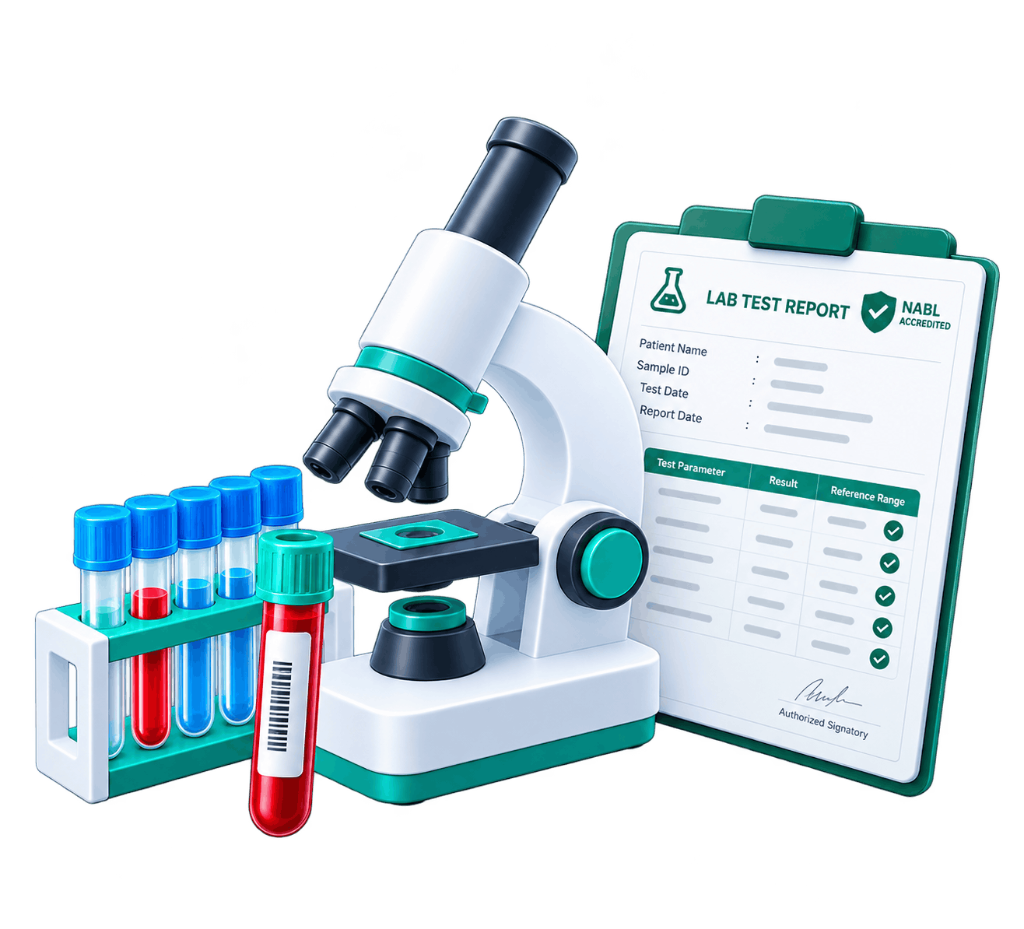 LAB TEST REPORT
NABL
ACCREDITED
Patient Name :
Sample ID :
Test Date :
Report Date :
Test Parameter Result Reference Range
Authorized Signatory